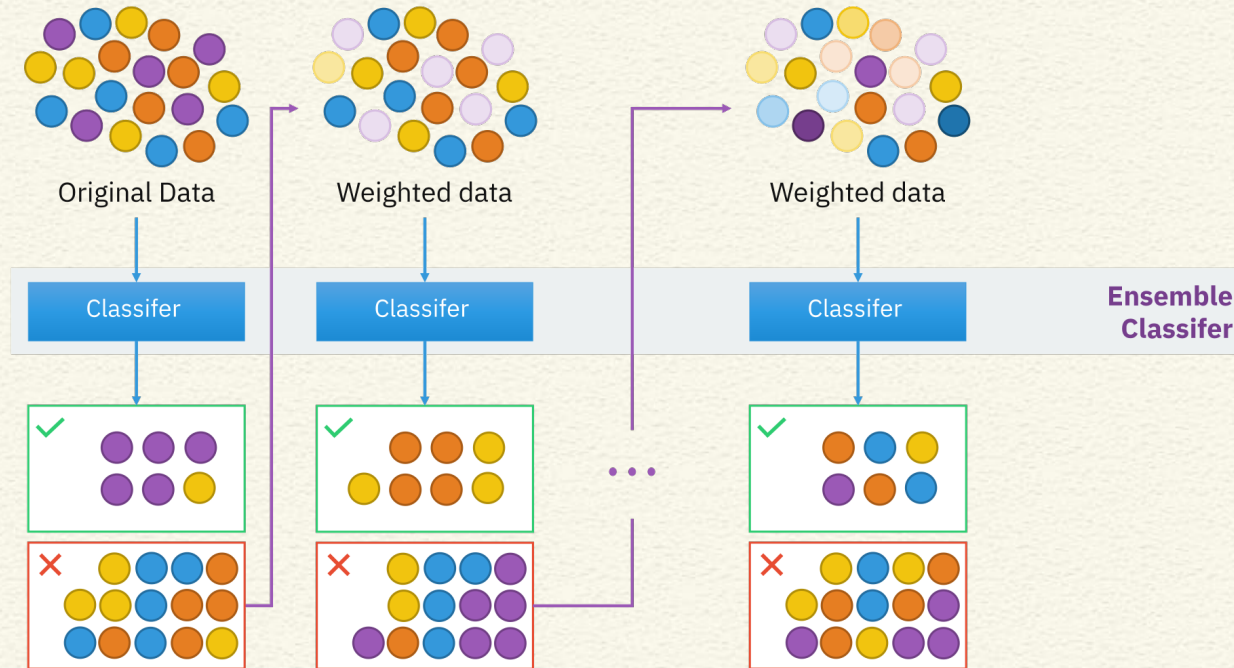 Original Data
Weighted data
Weighted data
Classifer
Classifer
Classifer
Ensemble
Classifer